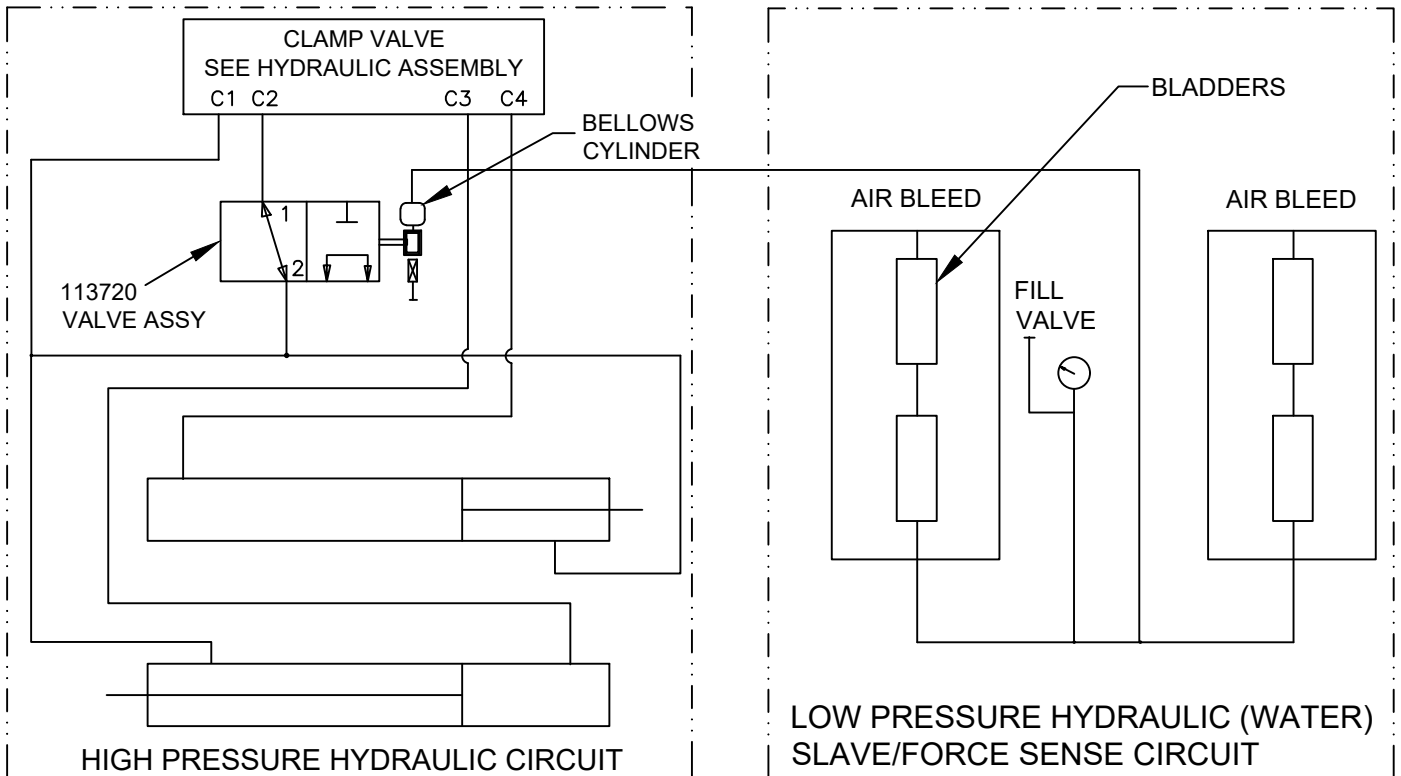 CLAMP VALVE
SEE HYDRAULIC ASSEMBLY
C1 C2 C3 C4
BELLOWS
CYLINDER
1
2
113720
VALVE ASSY
HIGH PRESSURE HYDRAULIC CIRCUIT
BLADDERS
AIR BLEED
AIR BLEED
FILL
VALVE
LOW PRESSURE HYDRAULIC (WATER)
SLAVE/FORCE SENSE CIRCUIT